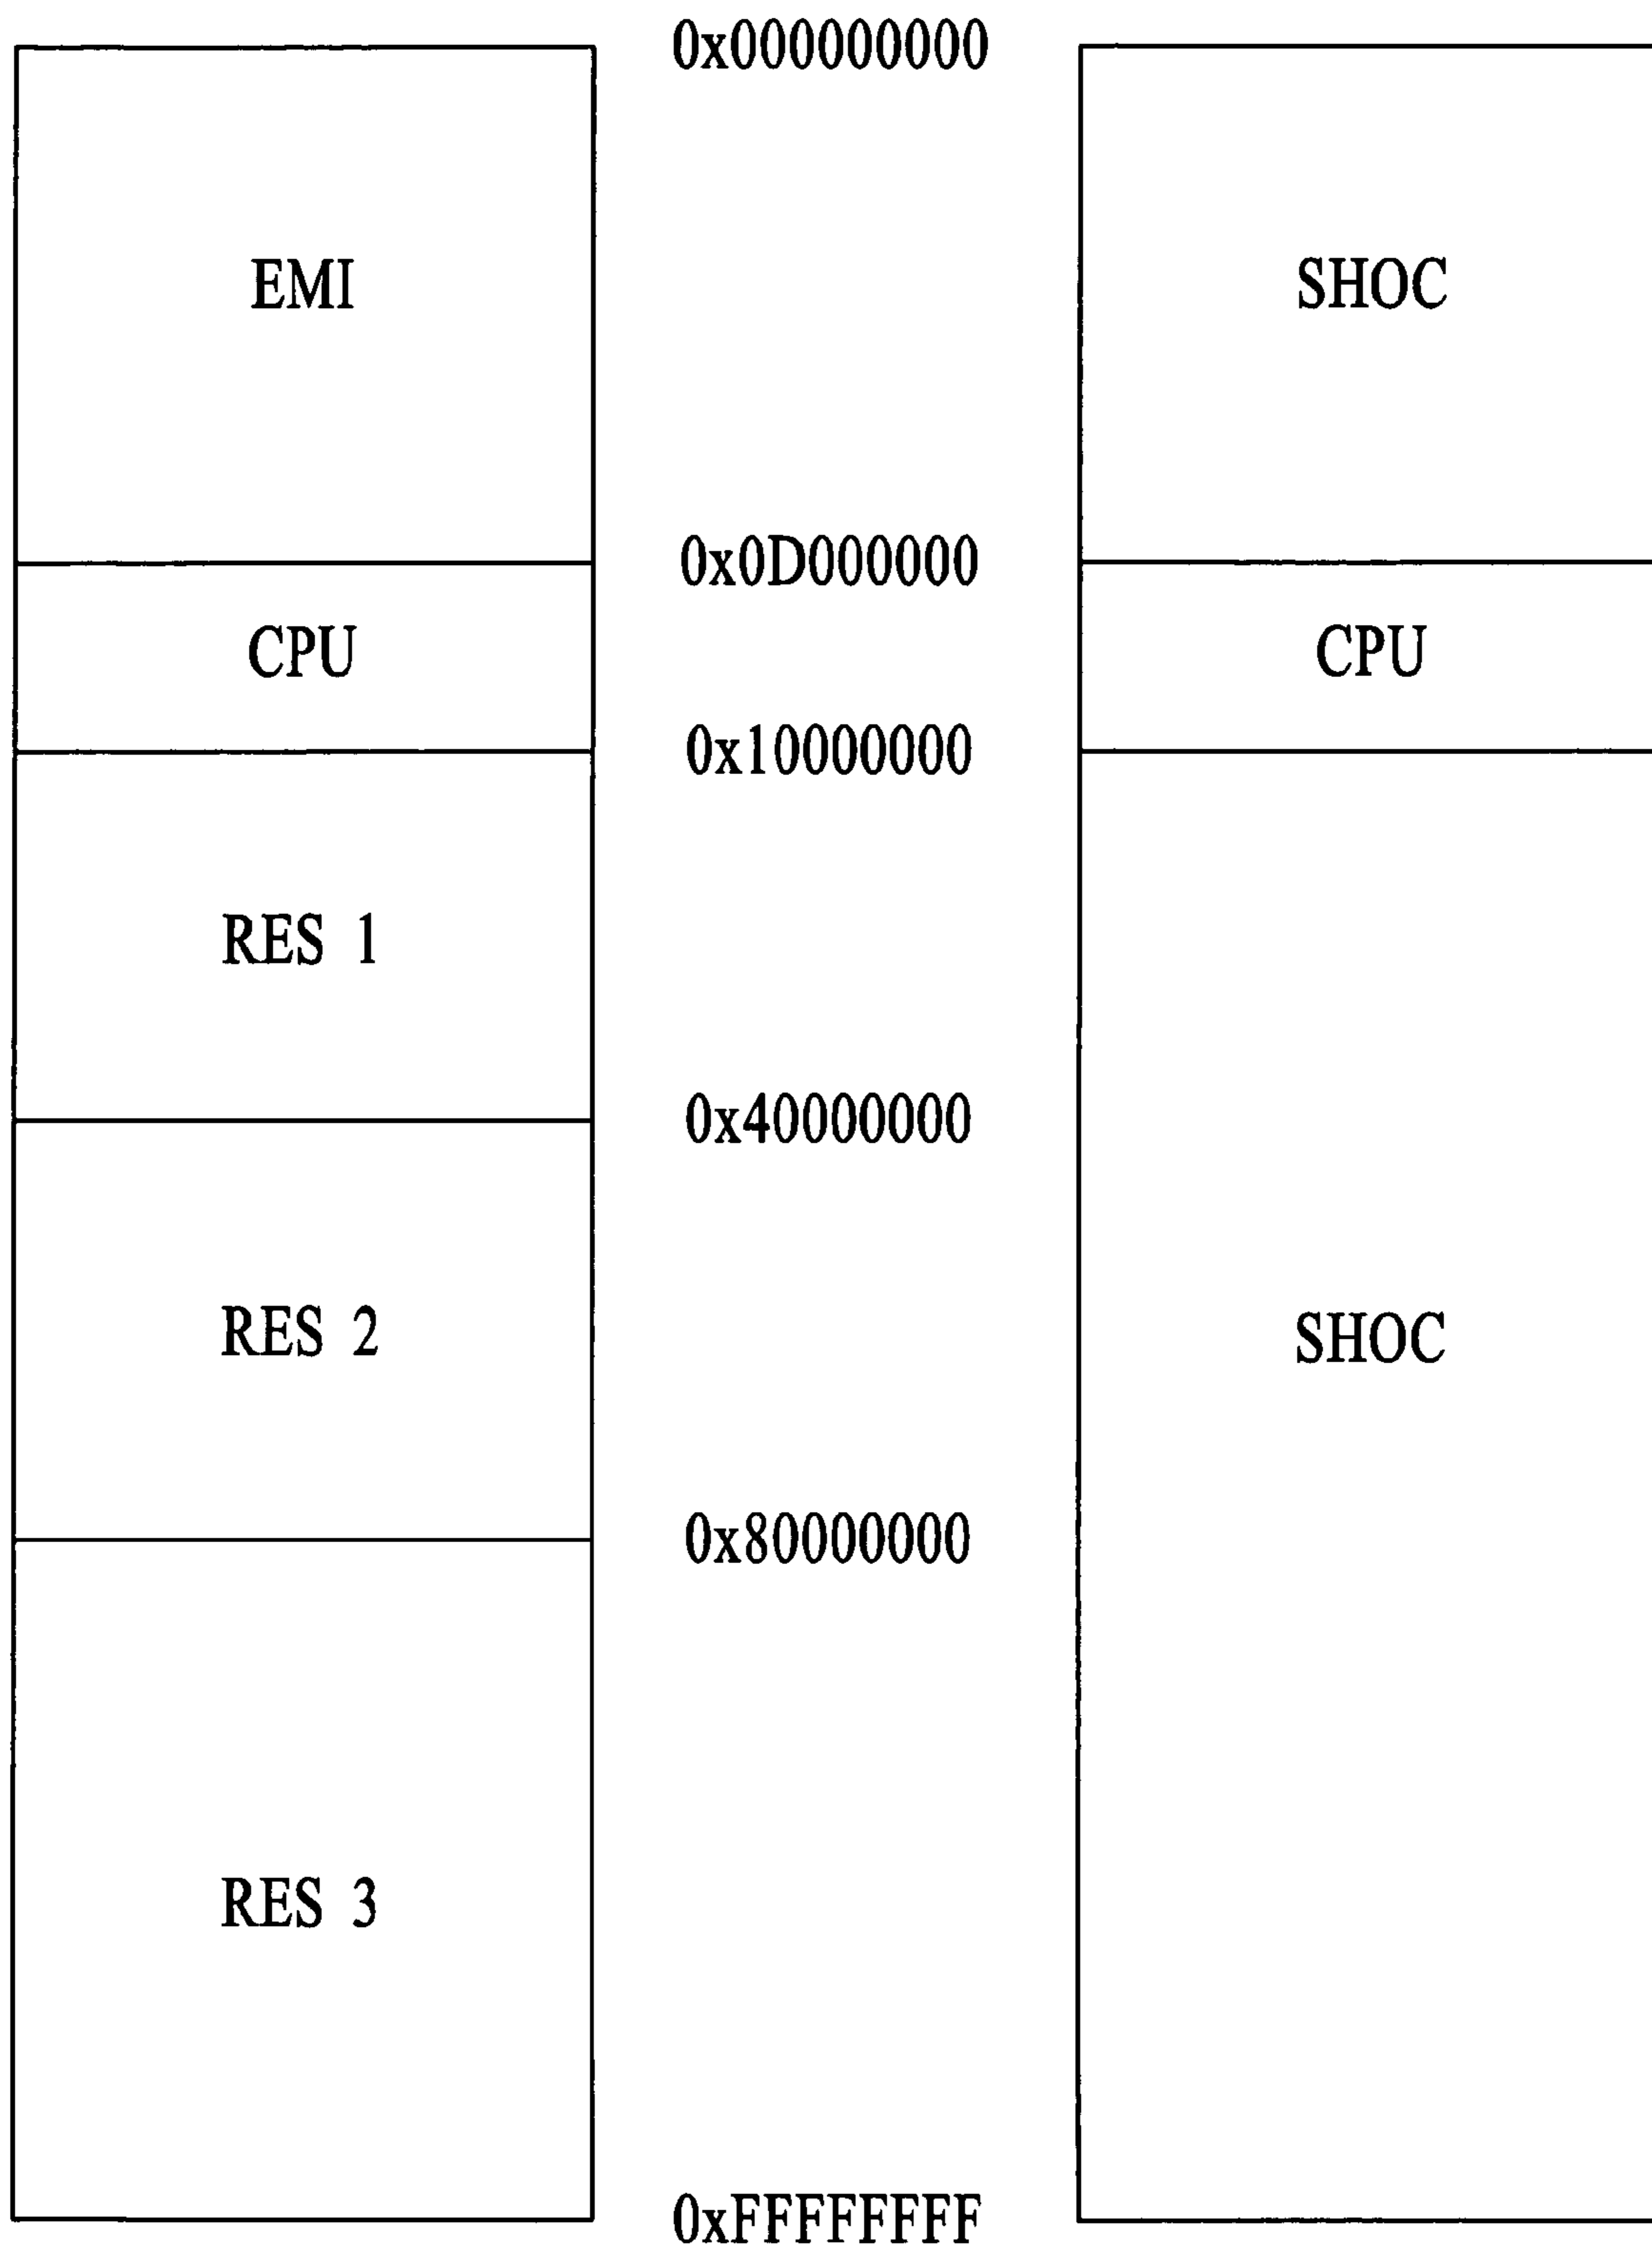 0x000000000
EMI
SHOC
0x0D000000
CPU
CPU
0x10000000
RES 1
0x40000000
RES 2
SHOC
0x80000000
RES 3
0xFFFFFFFF